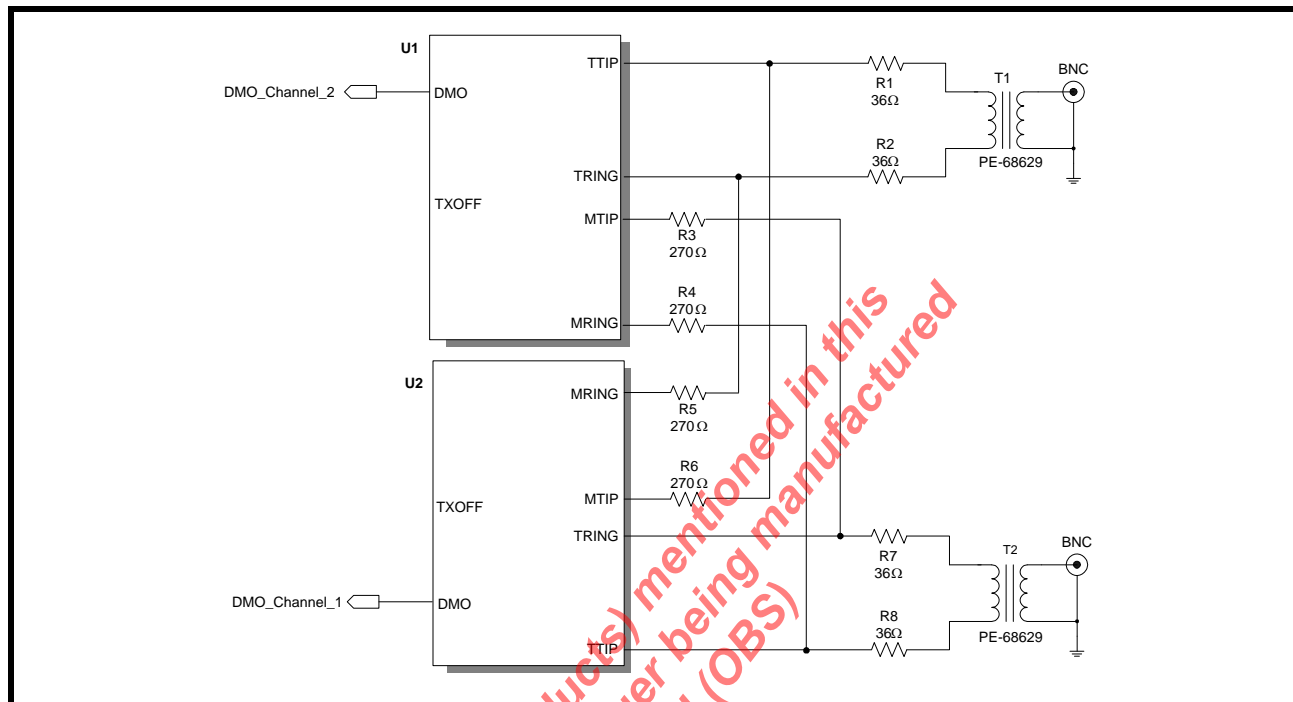 U1
TTIP
R1
36Ω
T1
BNC
DMO_Channel_2
DMO
R2
36Ω
PE-68629
TRING
TXOFF
MTIP
R3
270Ω
R4
270Ω
MRING
U2
MRING
R5
270Ω
R6
270Ω
MTIP
TXOFF
TRING
R7
36Ω
T2
BNC
DMO_Channel_1
DMO
R8
36Ω
PE-68629
TTIP
mentioned in this
being manufactured
(OBS)